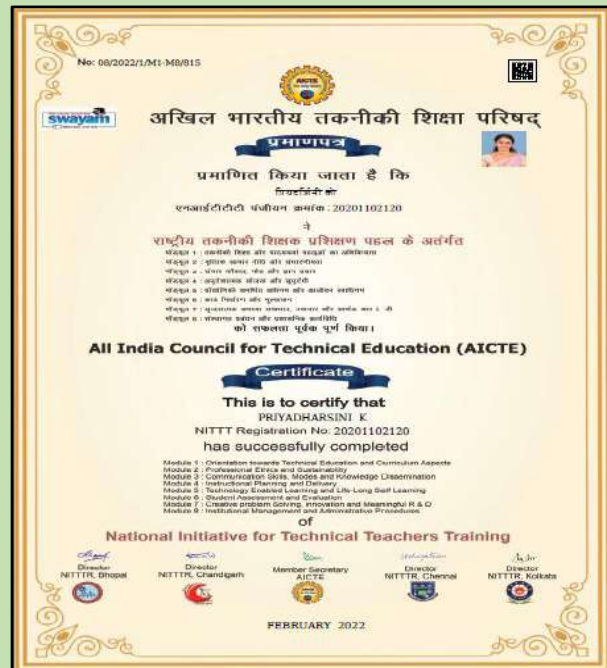 No: 08/2022/1/M1-M8/815
AICTE
swayam
अखिल भारतीय तकनीकी शिक्षा परिषद्
प्रमाणपत्र
प्रमाणित किया जाता है कि
को
एनआईटीटीटी पंजीयन क्रमांक: 20201102120
ने
राष्ट्रीय तकनीकी शिक्षक प्रशिक्षण पहल के अतंर्गत
को सफलता पूर्वक पूर्ण किया।
All India Council for Technical Education (AICTE)
Certificate
This is to certify that
PRIYADHARSINI K
NITTT Registration No: 20201102120
has successfully completed
Module 1 : Orientation towards Technical Education and Curriculum Aspects
Module 2 : Professional Ethics and Sustainability
Module 3 : Communication Skills, Modes and Knowledge Dissemination
Module 4 : Instructional Planning and Delivery
Module 5 : Technology Enabled Learning and Life-Long Self Learning
Module 6 : Student Assessment and Evaluation
Module 7 : Creative problem Solving, Innovation and Meaningful R & D
Module 8 : Institutional Management and Administrative Procedures
of
National Initiative for Technical Teachers Training
Director NITTTR, Bhopal
Director NITTTR, Chandigarh
Member Secretary AICTE
Director NITTTR, Chennai
Director NITTTR, Kolkata
FEBRUARY 2022